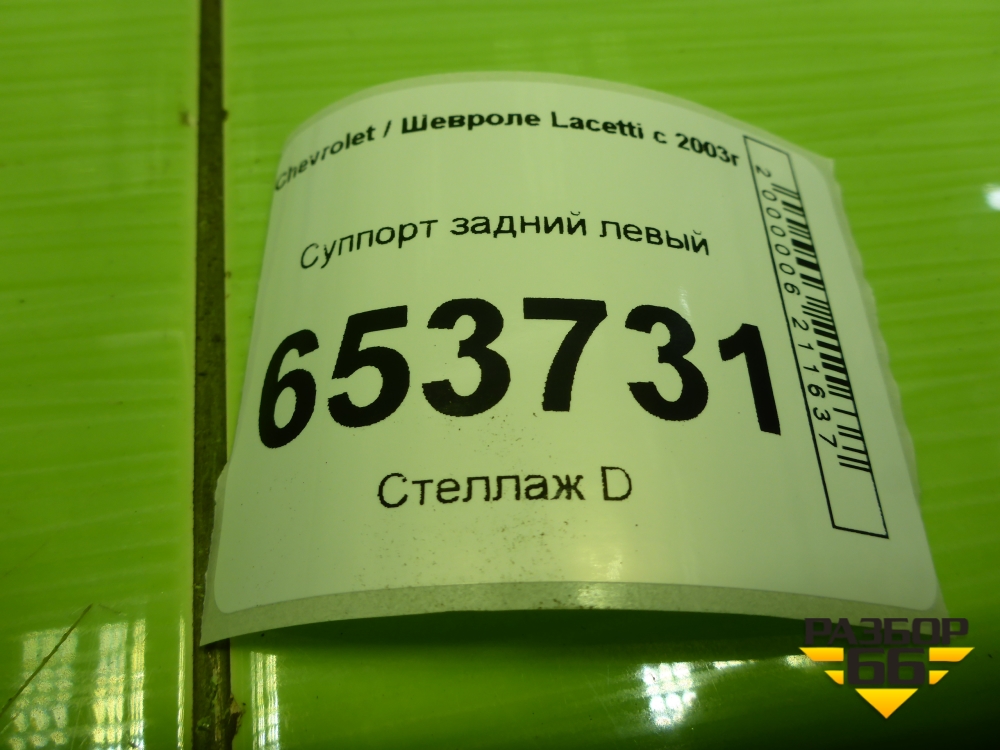 Chevrolet / Шевроле Lacetti с 2003г
Суппорт задний левый
653731
Стеллаж D
2000006211637
РАЗБОР
66